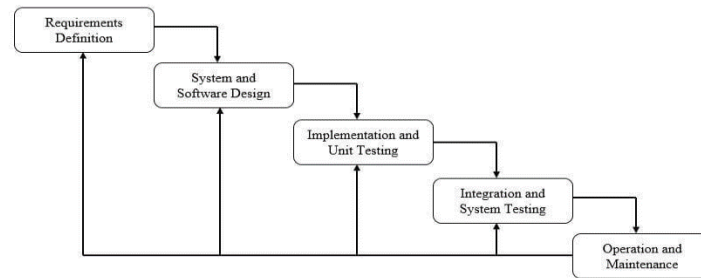 Requirements
Definition
System and
Software Design
Implementation and
Unit Testing
Integration and
System Testing
Operation and
Maintenance